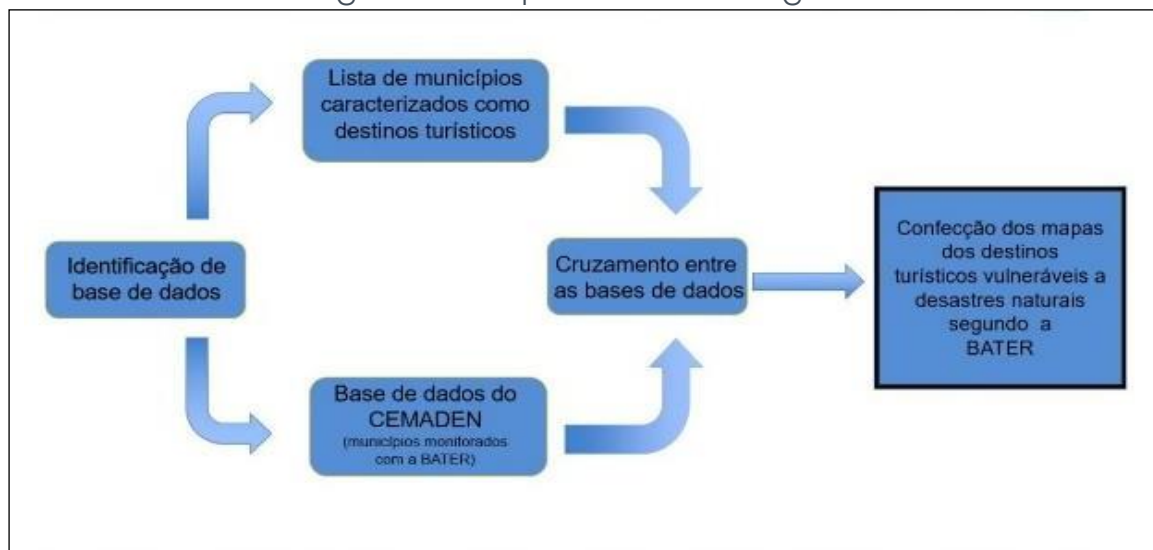 Lista de municípios
caracterizados como
destinos turísticos
Identificação de
base de dados
Cruzamento entre
as bases de dados
Confecção dos mapas
dos destinos
turísticos vulneráveis a
desastres naturais
segundo a
BATER
Base de dados do
CEMADEN
(municípios monitorados
com a BATER)